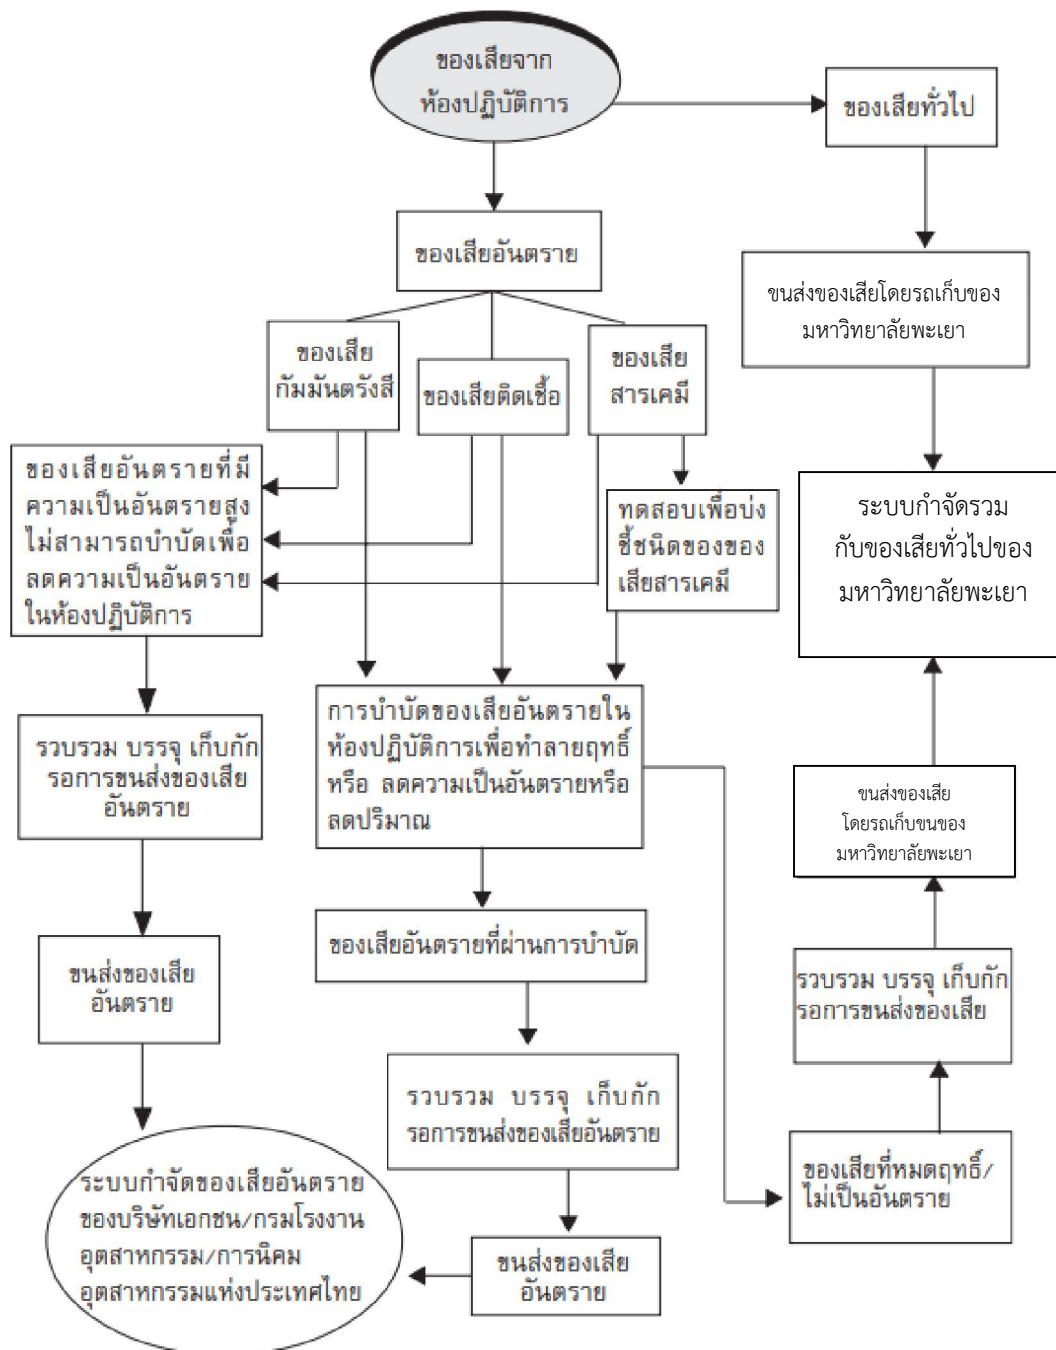 ของเสียจาก
ห้องปฏิบัติการ
ของเสียทั่วไป
ของเสียอันตราย
ขนส่งของเสียโดยรถเก็บของ
มหาวิทยาลัยพะเยา
ของเสีย
กัมมันตรังสี
ของเสียติดเชื้อ
ของเสีย
สารเคมี
ของเสียอันตรายที่มี
ความเป็นอันตรายสูง
ไม่สามารถบำบัดเพื่อ
ลดความเป็นอันตราย
ในห้องปฏิบัติการ
ทดสอบเพื่อบ่ง
ชี้ชนิดของของ
เสียสารเคมี
ระบบกำจัดรวม
กับของเสียทั่วไปของ
มหาวิทยาลัยพะเยา
รวบรวม บรรจุ เก็บกัก
รอการขนส่งของเสีย
อันตราย
การบำบัดของเสียอันตรายใน
ห้องปฏิบัติการเพื่อทำลายฤทธิ์
หรือ ลดความเป็นอันตรายหรือ
ลดปริมาณ
ขนส่งของเสีย
โดยรถเก็บขนของ
มหาวิทยาลัยพะเยา
ของเสียอันตรายที่ผ่านการบำบัด
ขนส่งของเสีย
อันตราย
รวบรวม บรรจุ เก็บกัก
รอการขนส่งของเสีย
รวบรวม บรรจุ เก็บกัก
รอการขนส่งของเสียอันตราย
ของเสียที่หมดฤทธิ์/
ไม่เป็นอันตราย
ระบบกำจัดของเสียอันตราย
ของบริษัทเอกชน/กรมโรงงาน
อุตสาหกรรม/การนิคม
อุตสาหกรรมแห่งประเทศไทย
ขนส่งของเสีย
อันตราย